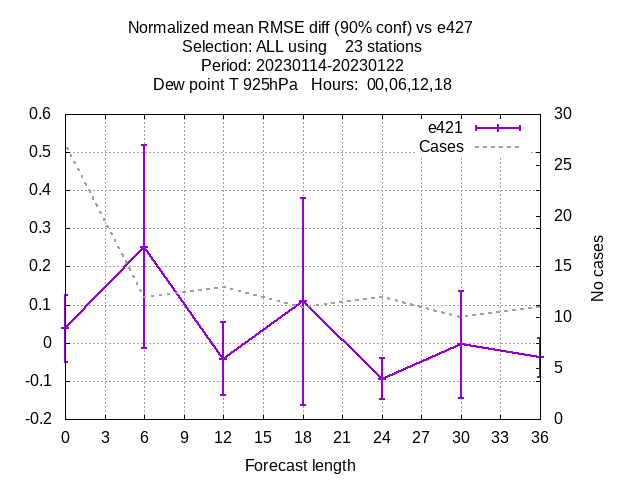 Normalized mean RMSE diff (90% conf) vs e427
Selection: ALL using    23 stations
Period: 20230114-20230122
Dew point T 925hPa   Hours:  00,06,12,18
e421
Cases
0.6
0.5
0.4
0.3
0.2
0.1
0
-0.1
-0.2
30
25
20
15
10
5
0
No cases
0 3 6 9 12 15 18 21 24 27 30 33 36
Forecast length